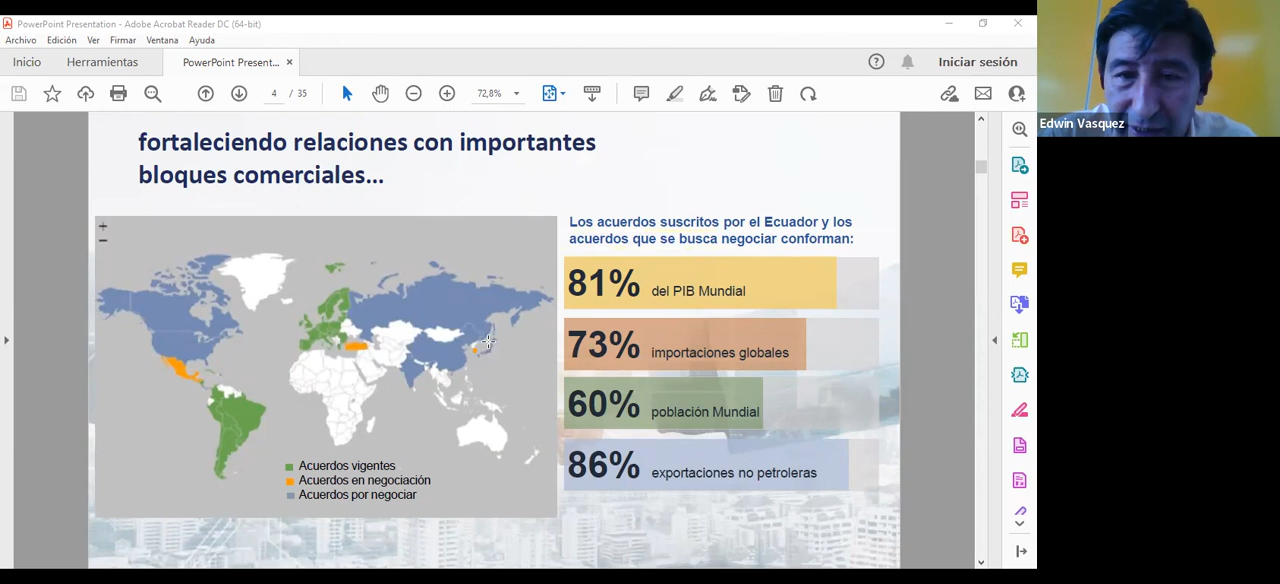 PowerPoint Presentation - Adobe Acrobat Reader DC (64-bit)
Archivo Edición Ver Firmar Ventana Ayuda
Inicio Herramientas PowerPoint Present... × Iniciar sesión
4 / 35 72,8%
Edwin Vasquez
fortaleciendo relaciones con importantes
bloques comerciales...
+
−
Acuerdos vigentes
Acuerdos en negociación
Acuerdos por negociar
Los acuerdos suscritos por el Ecuador y los
acuerdos que se busca negociar conforman:
81% del PIB Mundial
73% importaciones globales
60% población Mundial
86% exportaciones no petroleras